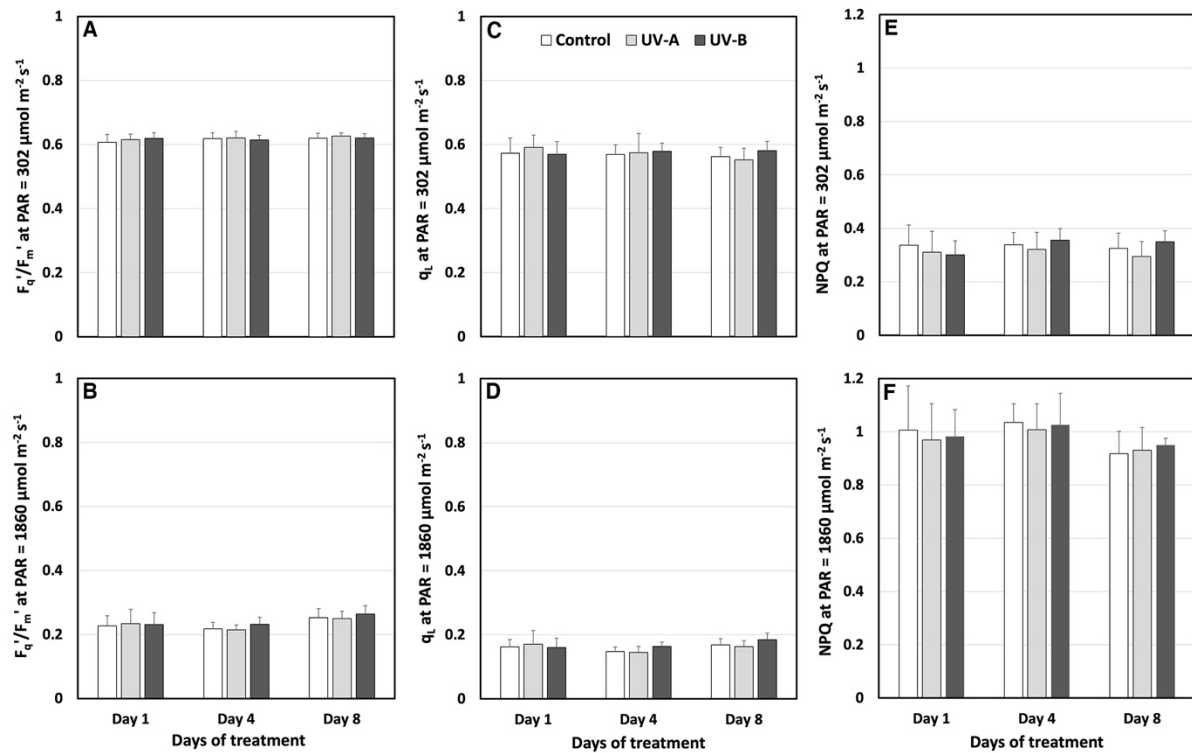 A
1
0.8
0.6
0.4
0.2
0
Fq'/Fm' at PAR = 302 µmol m⁻² s⁻¹
C
Control UV-A UV-B
1
0.8
0.6
0.4
0.2
0
qL at PAR = 302 µmol m⁻² s⁻¹
E
1.2
1
0.8
0.6
0.4
0.2
0
NPQ at PAR = 302 µmol m⁻² s⁻¹
B
1
0.8
0.6
0.4
0.2
0
Fq'/Fm' at PAR = 1860 µmol m⁻² s⁻¹
Day 1 Day 4 Day 8
Days of treatment
D
1
0.8
0.6
0.4
0.2
0
qL at PAR = 1860 µmol m⁻² s⁻¹
Day 1 Day 4 Day 8
Days of treatment
F
1.2
1
0.8
0.6
0.4
0.2
0
NPQ at PAR = 1860 µmol m⁻² s⁻¹
Day 1 Day 4 Day 8
Days of treatment